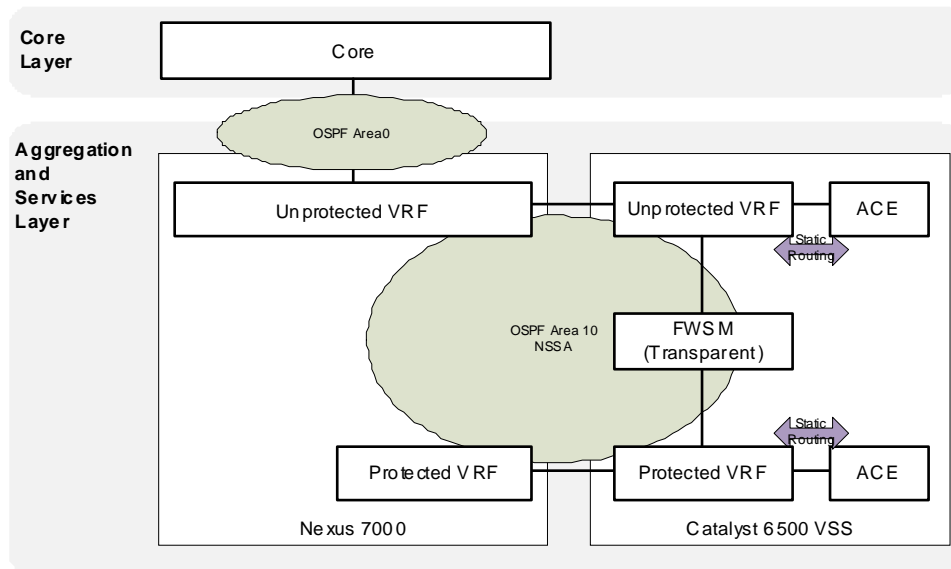 Core
Layer
Core
OSPF Area0
Aggregation
and
Services
Layer
Unprotected VRF
Unprotected VRF
ACE
Static
Routing
OSPF Area 10
NSSA
FWSM
(Transparent)
Static
Routing
Protected VRF
Protected VRF
ACE
Nexus 7000
Catalyst 6500 VSS